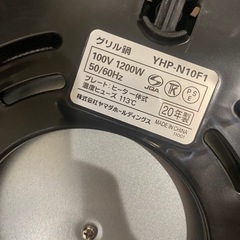 グリル鍋 YHP-N10F1
100V 1200W
50/60Hz
JQA
PS
E
プレート：ヒーター体式
温度ヒューズ 113℃
20年製
株式会社ヤマダホールディングス
MADE IN CHINA